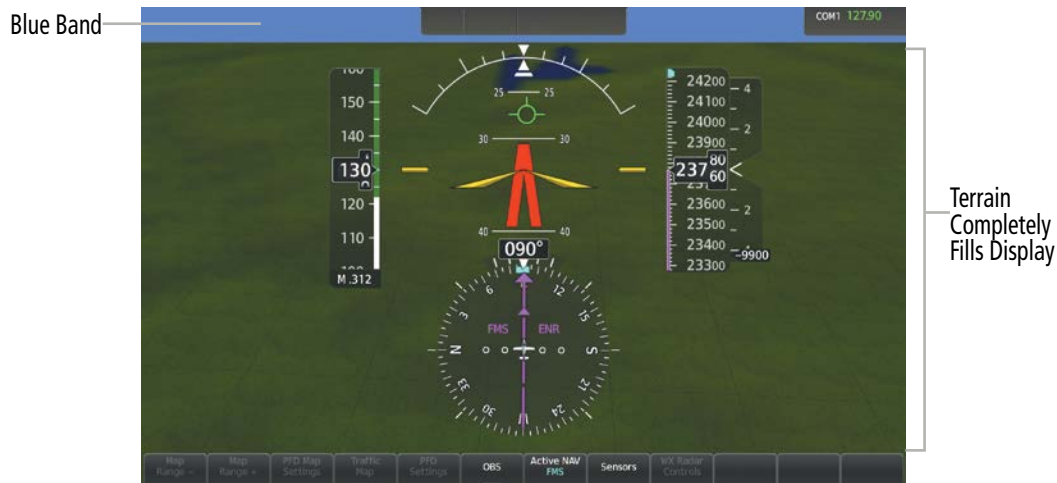 Blue Band
COM1 127.90
Terrain
Completely
Fills Display
25 25
30 30
40 40
150
140
130
120
110
M .312
24200
24100
24000
23900
237 80 60
23600
23500
23400
23300
4
2
2
-9900
090°
FMS ENR
N 3 6 12 15 S 21 24 30 33
Map Range - Map Range + PFD Map Settings Traffic Map PFD Settings OBS Active NAV FMS Sensors WX Radar Controls